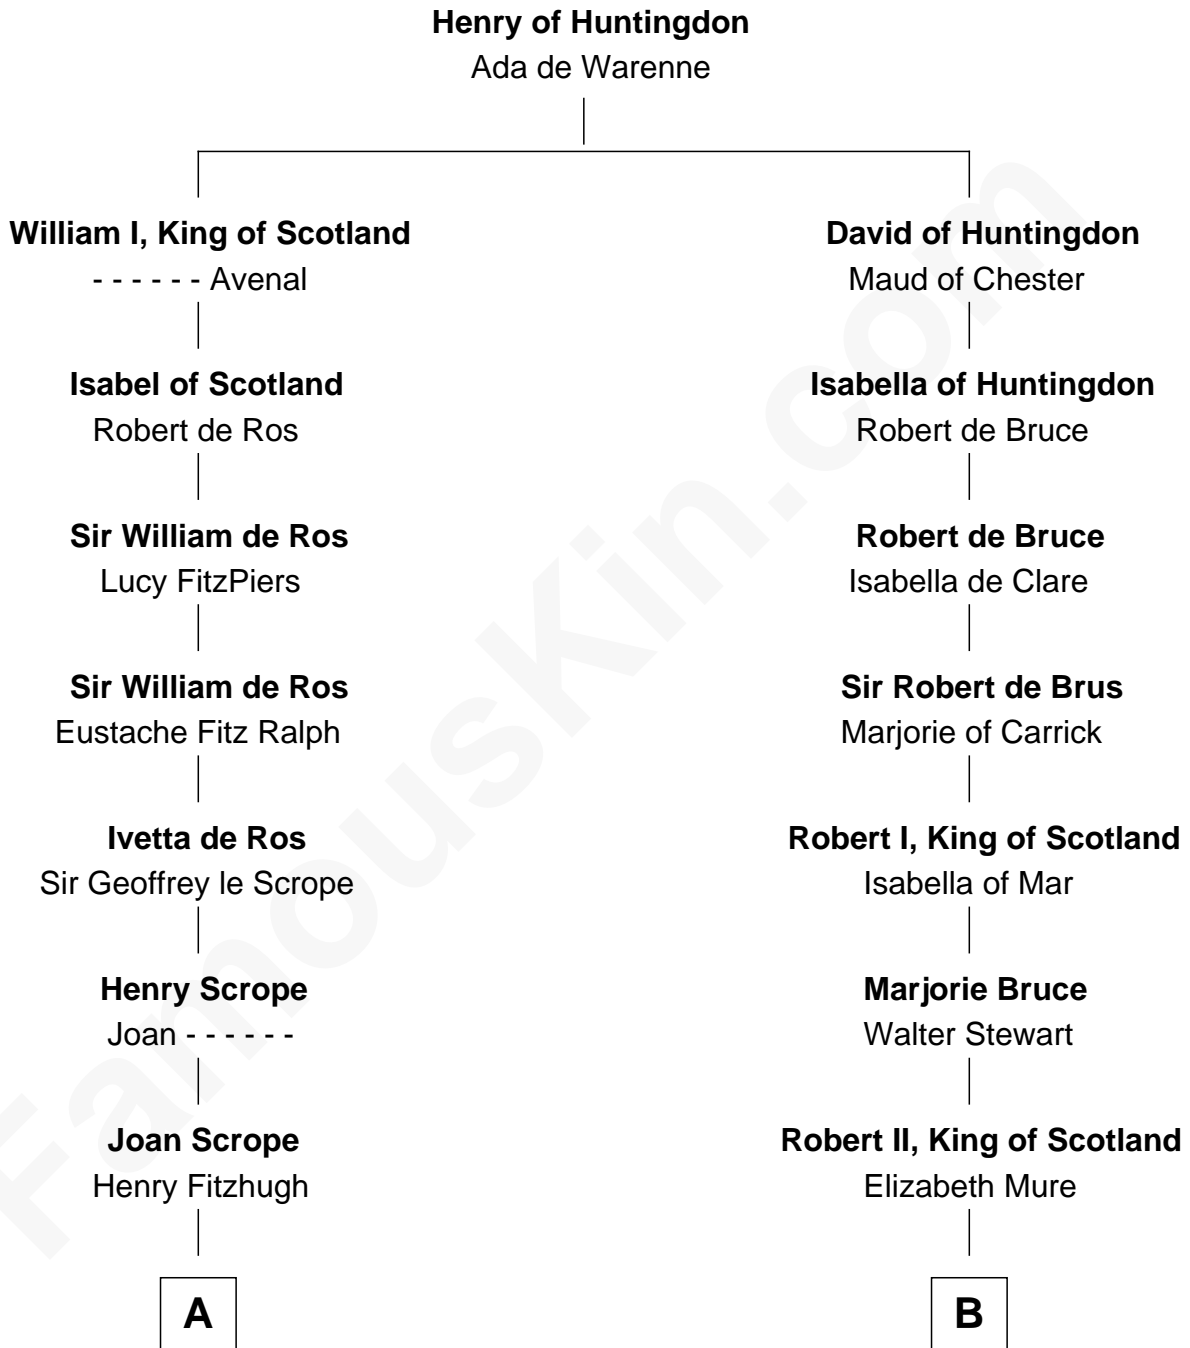 Henry of Huntingdon
Ada de Warenne
William I, King of Scotland
- - - - - - Avenal
Isabel of Scotland
Robert de Ros
Sir William de Ros
Lucy FitzPiers
Sir William de Ros
Eustache Fitz Ralph
Ivetta de Ros
Sir Geoffrey le Scrope
Henry Scrope
Joan - - - - - -
Joan Scrope
Henry Fitzhugh
A
David of Huntingdon
Maud of Chester
Isabella of Huntingdon
Robert de Bruce
Robert de Bruce
Isabella de Clare
Sir Robert de Brus
Marjorie of Carrick
Robert I, King of Scotland
Isabella of Mar
Marjorie Bruce
Walter Stewart
Robert II, King of Scotland
Elizabeth Mure
B
FamousKin.com